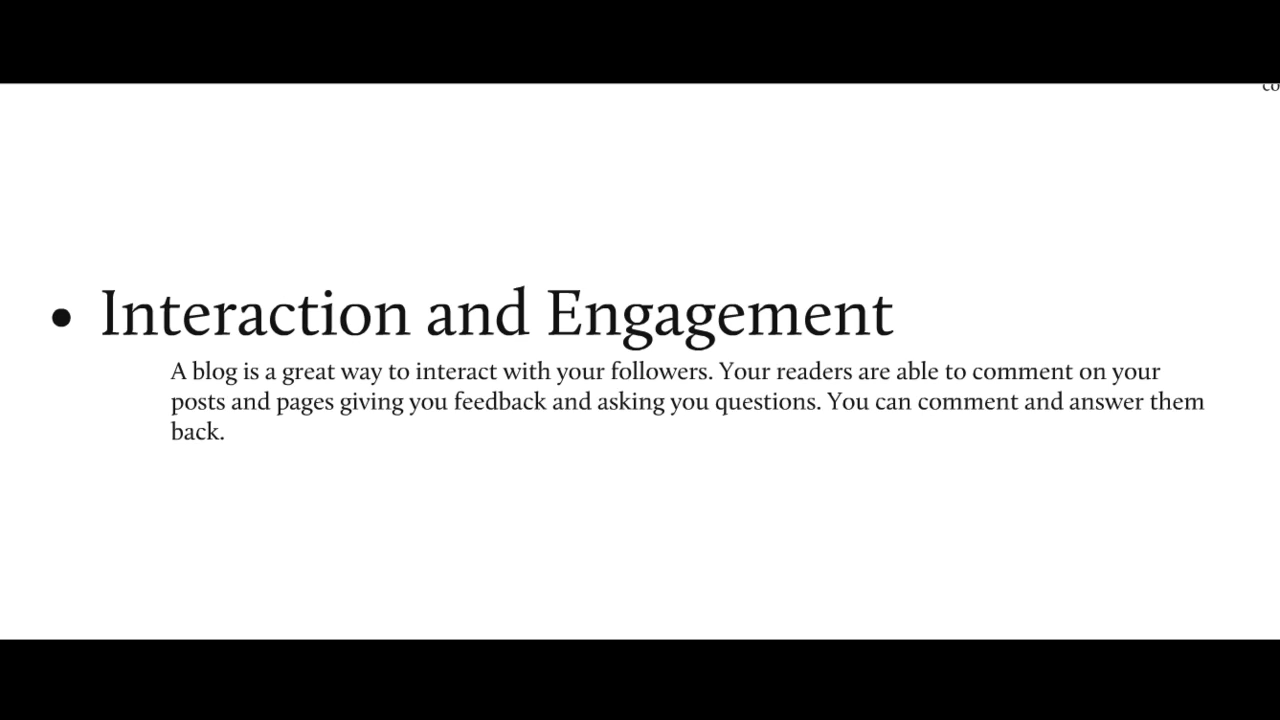 • Interaction and Engagement
A blog is a great way to interact with your followers. Your readers are able to comment on your
posts and pages giving you feedback and asking you questions. You can comment and answer them
back.